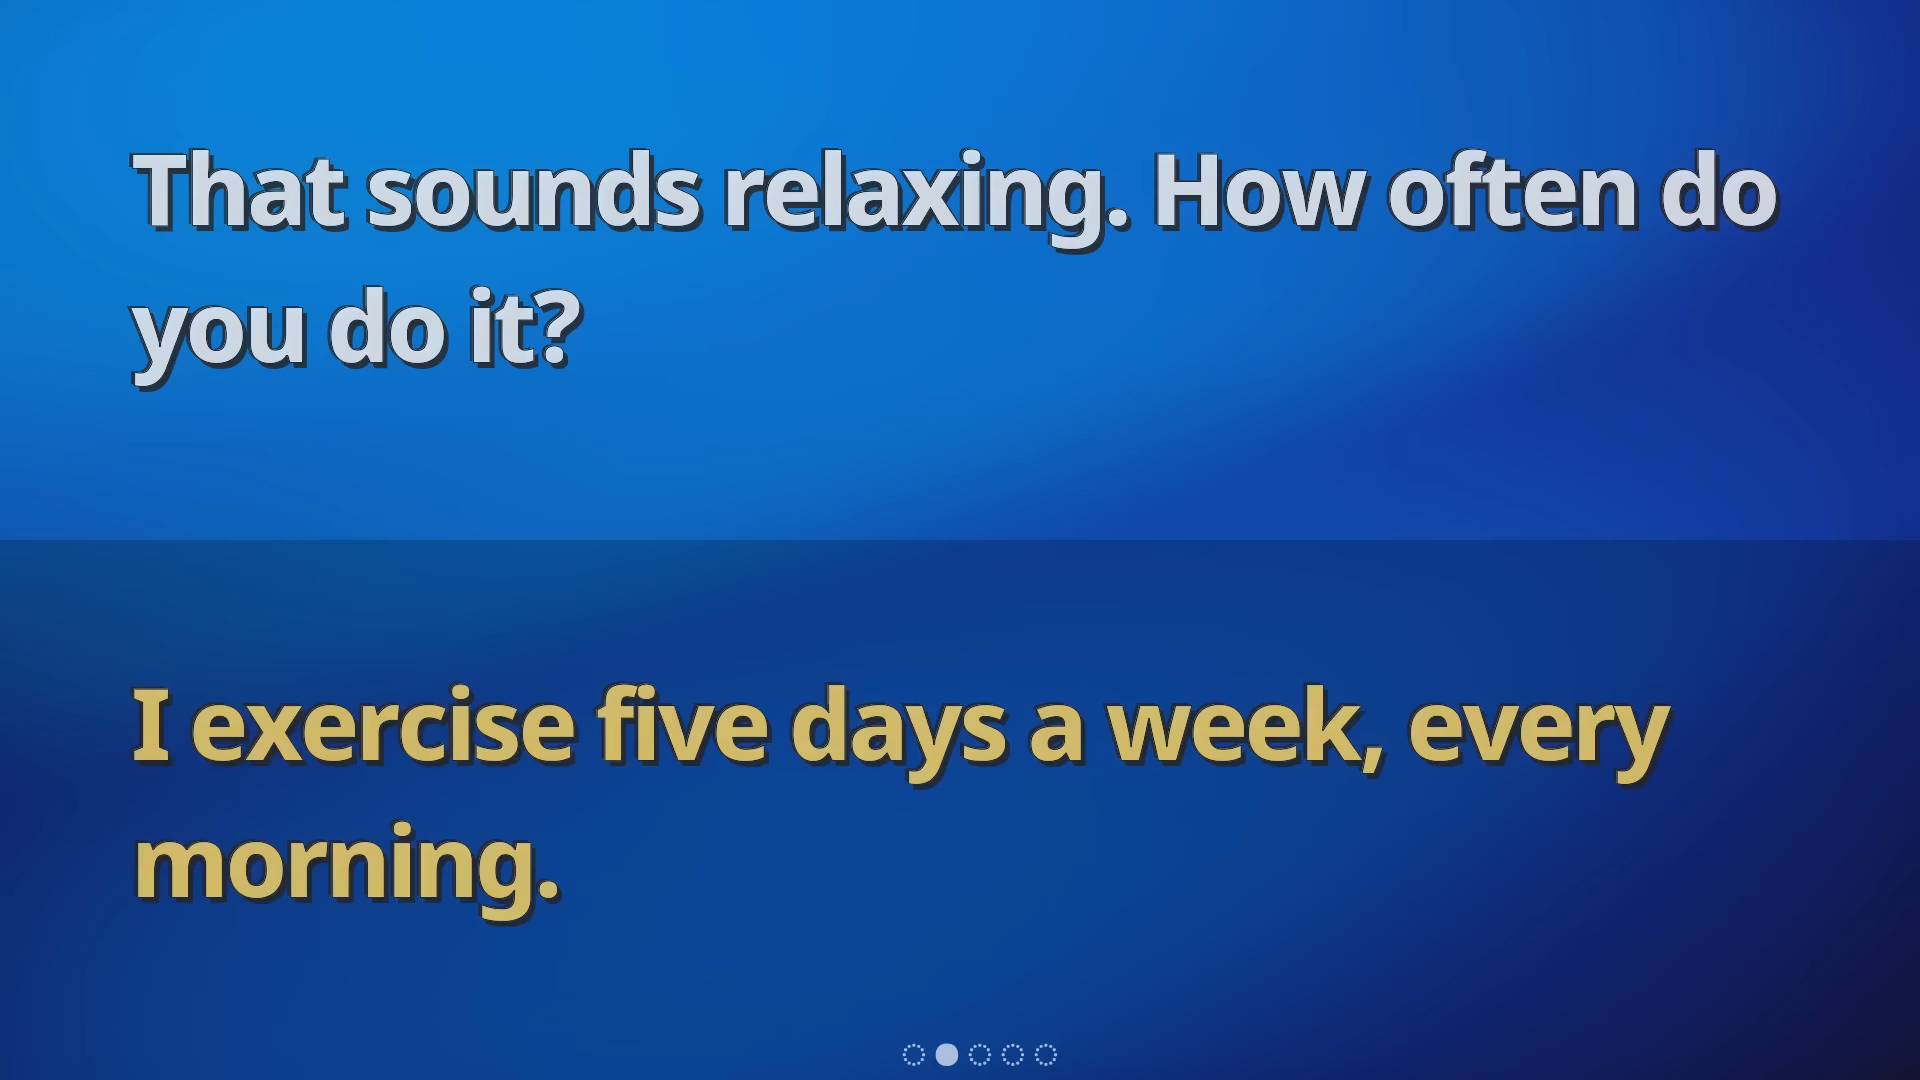 That sounds relaxing. How often do
you do it?
I exercise five days a week, every
morning.